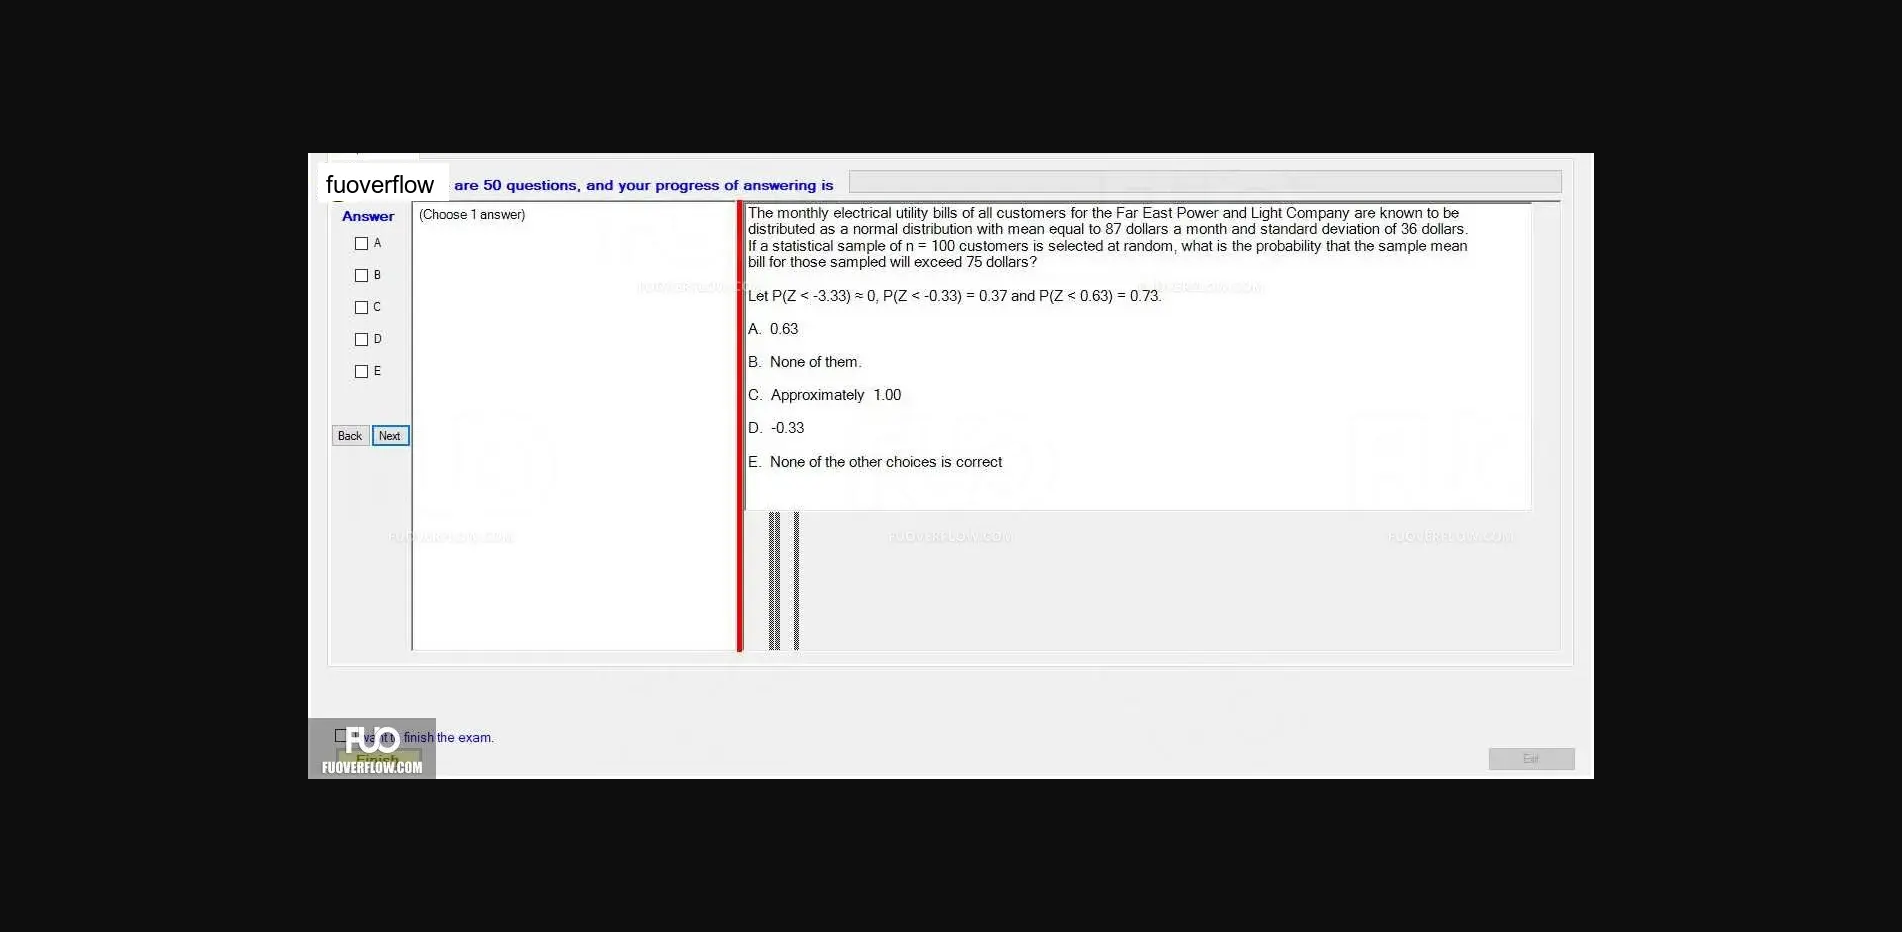 fuoverflow are 50 questions, and your progress of answering is
Answer
(Choose 1 answer)
A
B
C
D
E
Back Next
The monthly electrical utility bills of all customers for the Far East Power and Light Company are known to be
distributed as a normal distribution with mean equal to 87 dollars a month and standard deviation of 36 dollars.
If a statistical sample of n = 100 customers is selected at random, what is the probability that the sample mean
bill for those sampled will exceed 75 dollars?
Let P(Z < -3.33) ≈ 0, P(Z < -0.33) = 0.37 and P(Z < 0.63) = 0.73.
A. 0.63
B. None of them.
C. Approximately 1.00
D. -0.33
E. None of the other choices is correct
FUOVERFLOW.COM
FUOVERFLOW.COM
FUOVERFLOW.COM
want to finish the exam.
FUO
Finish
FUOVERFLOW.COM
Exit